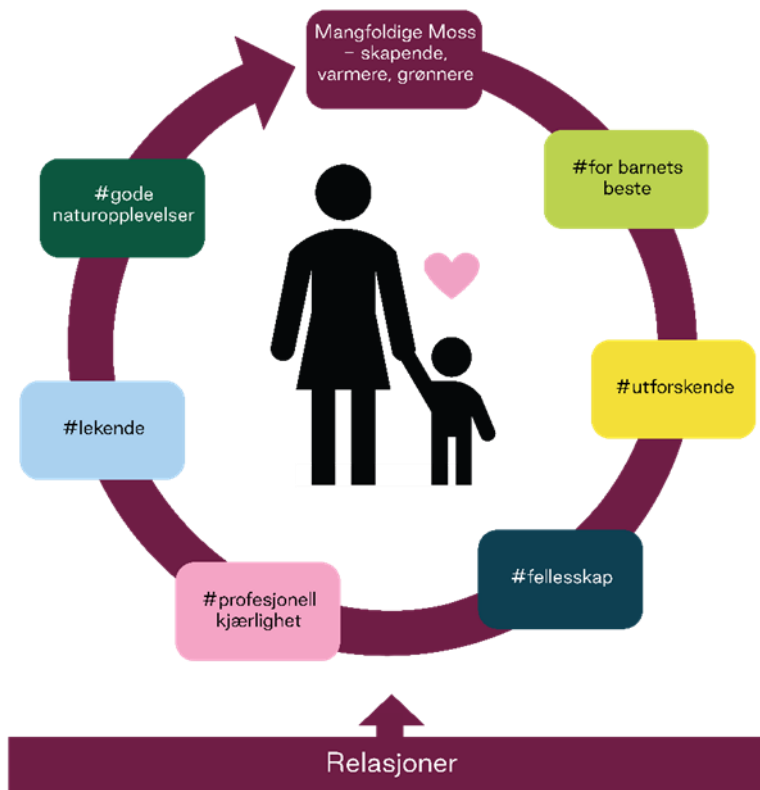 Mangfoldige Moss
– skapende,
varmere, grønnere
#for barnets
beste
#utforskende
#fellesskap
#profesjonell
kjærlighet
#lekende
#gode
naturopplevelser
Relasjoner